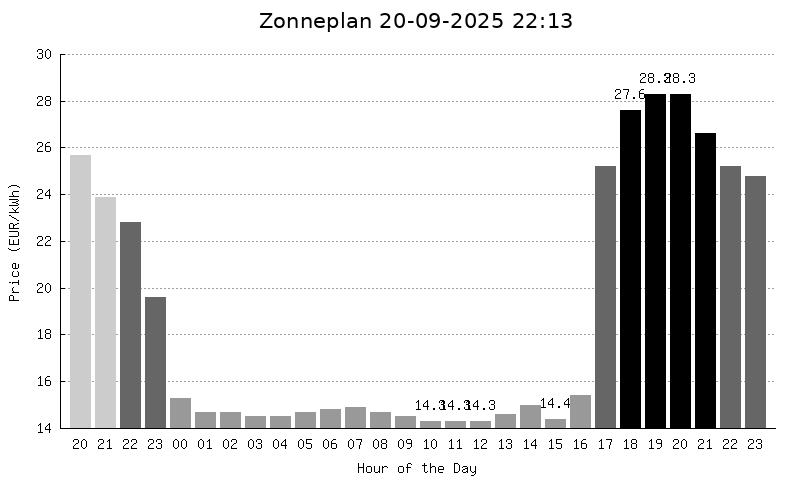 Zonneplan 20-09-2025 22:13
Price (EUR/kWh)
30
28
26
24
22
20
18
16
14
27.6 28.3 28.3
14.3 14.3 14.3 14.4
20 21 22 23 00 01 02 03 04 05 06 07 08 09 10 11 12 13 14 15 16 17 18 19 20 21 22 23
Hour of the Day